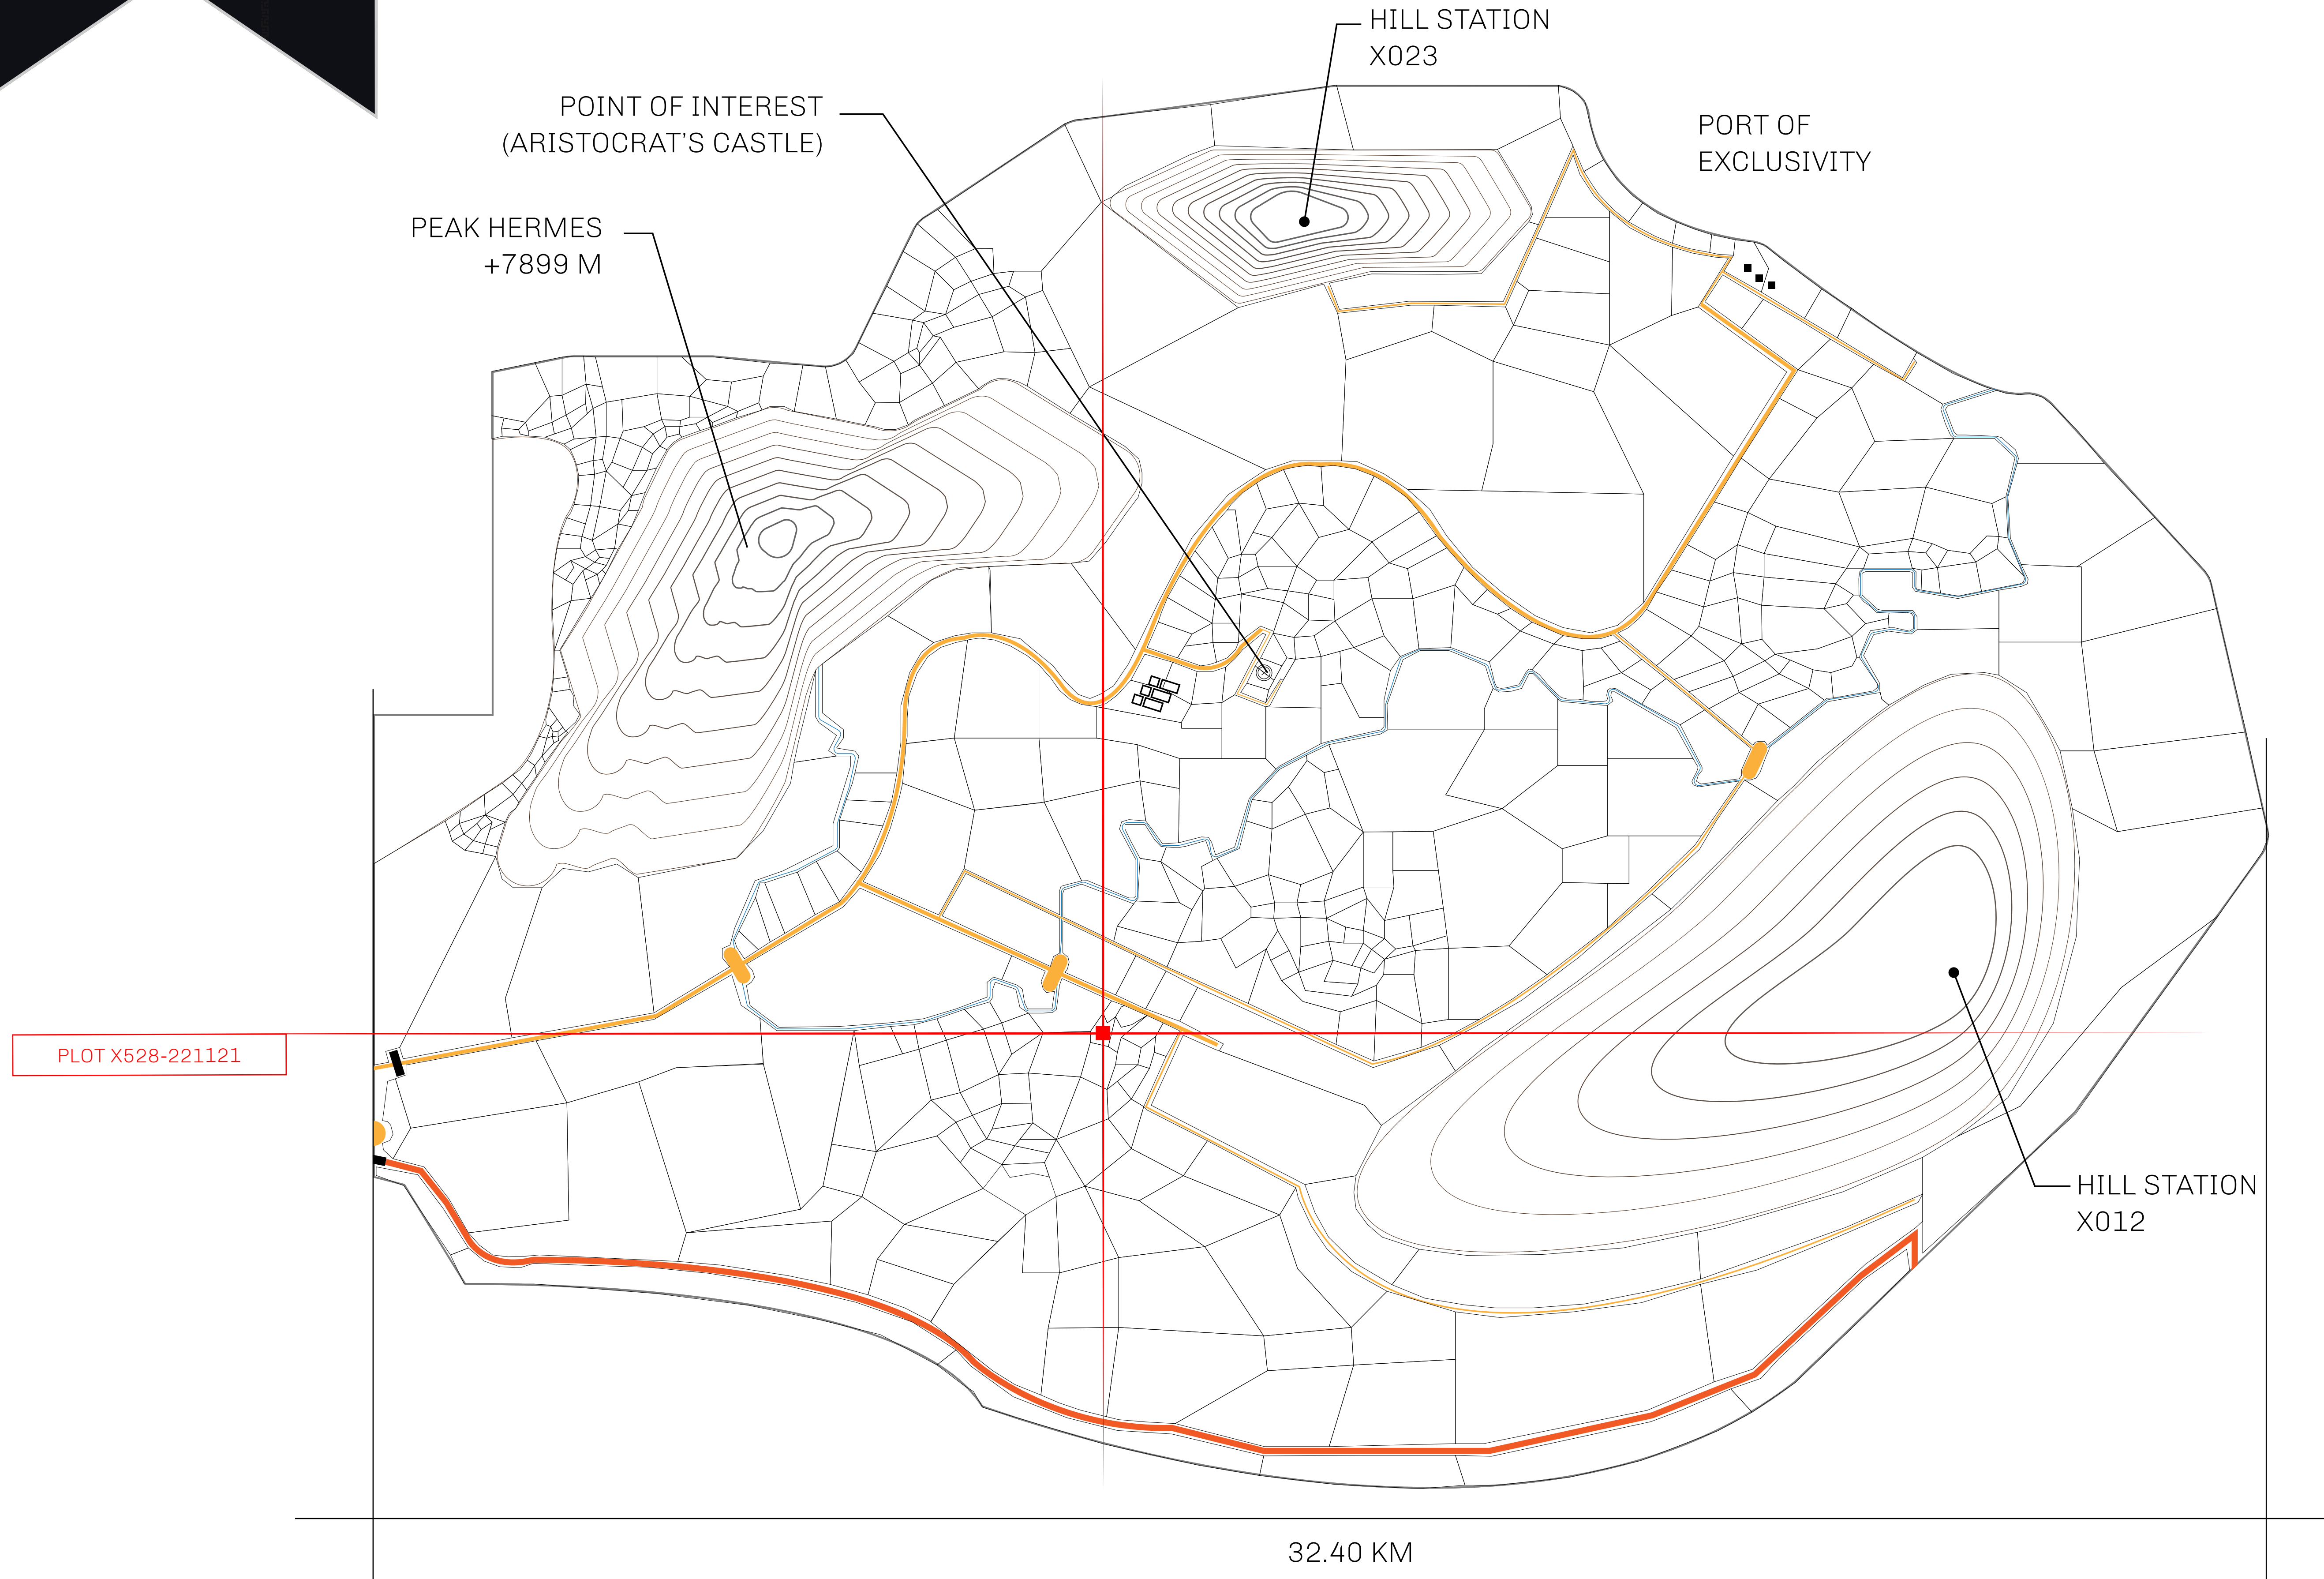 HILL STATION
X023
POINT OF INTEREST
(ARISTOCRAT'S CASTLE)
PORT OF
EXCLUSIVITY
PEAK HERMES
+7899 M
PLOT X528-221121
HILL STATION
X012
32.40 KM